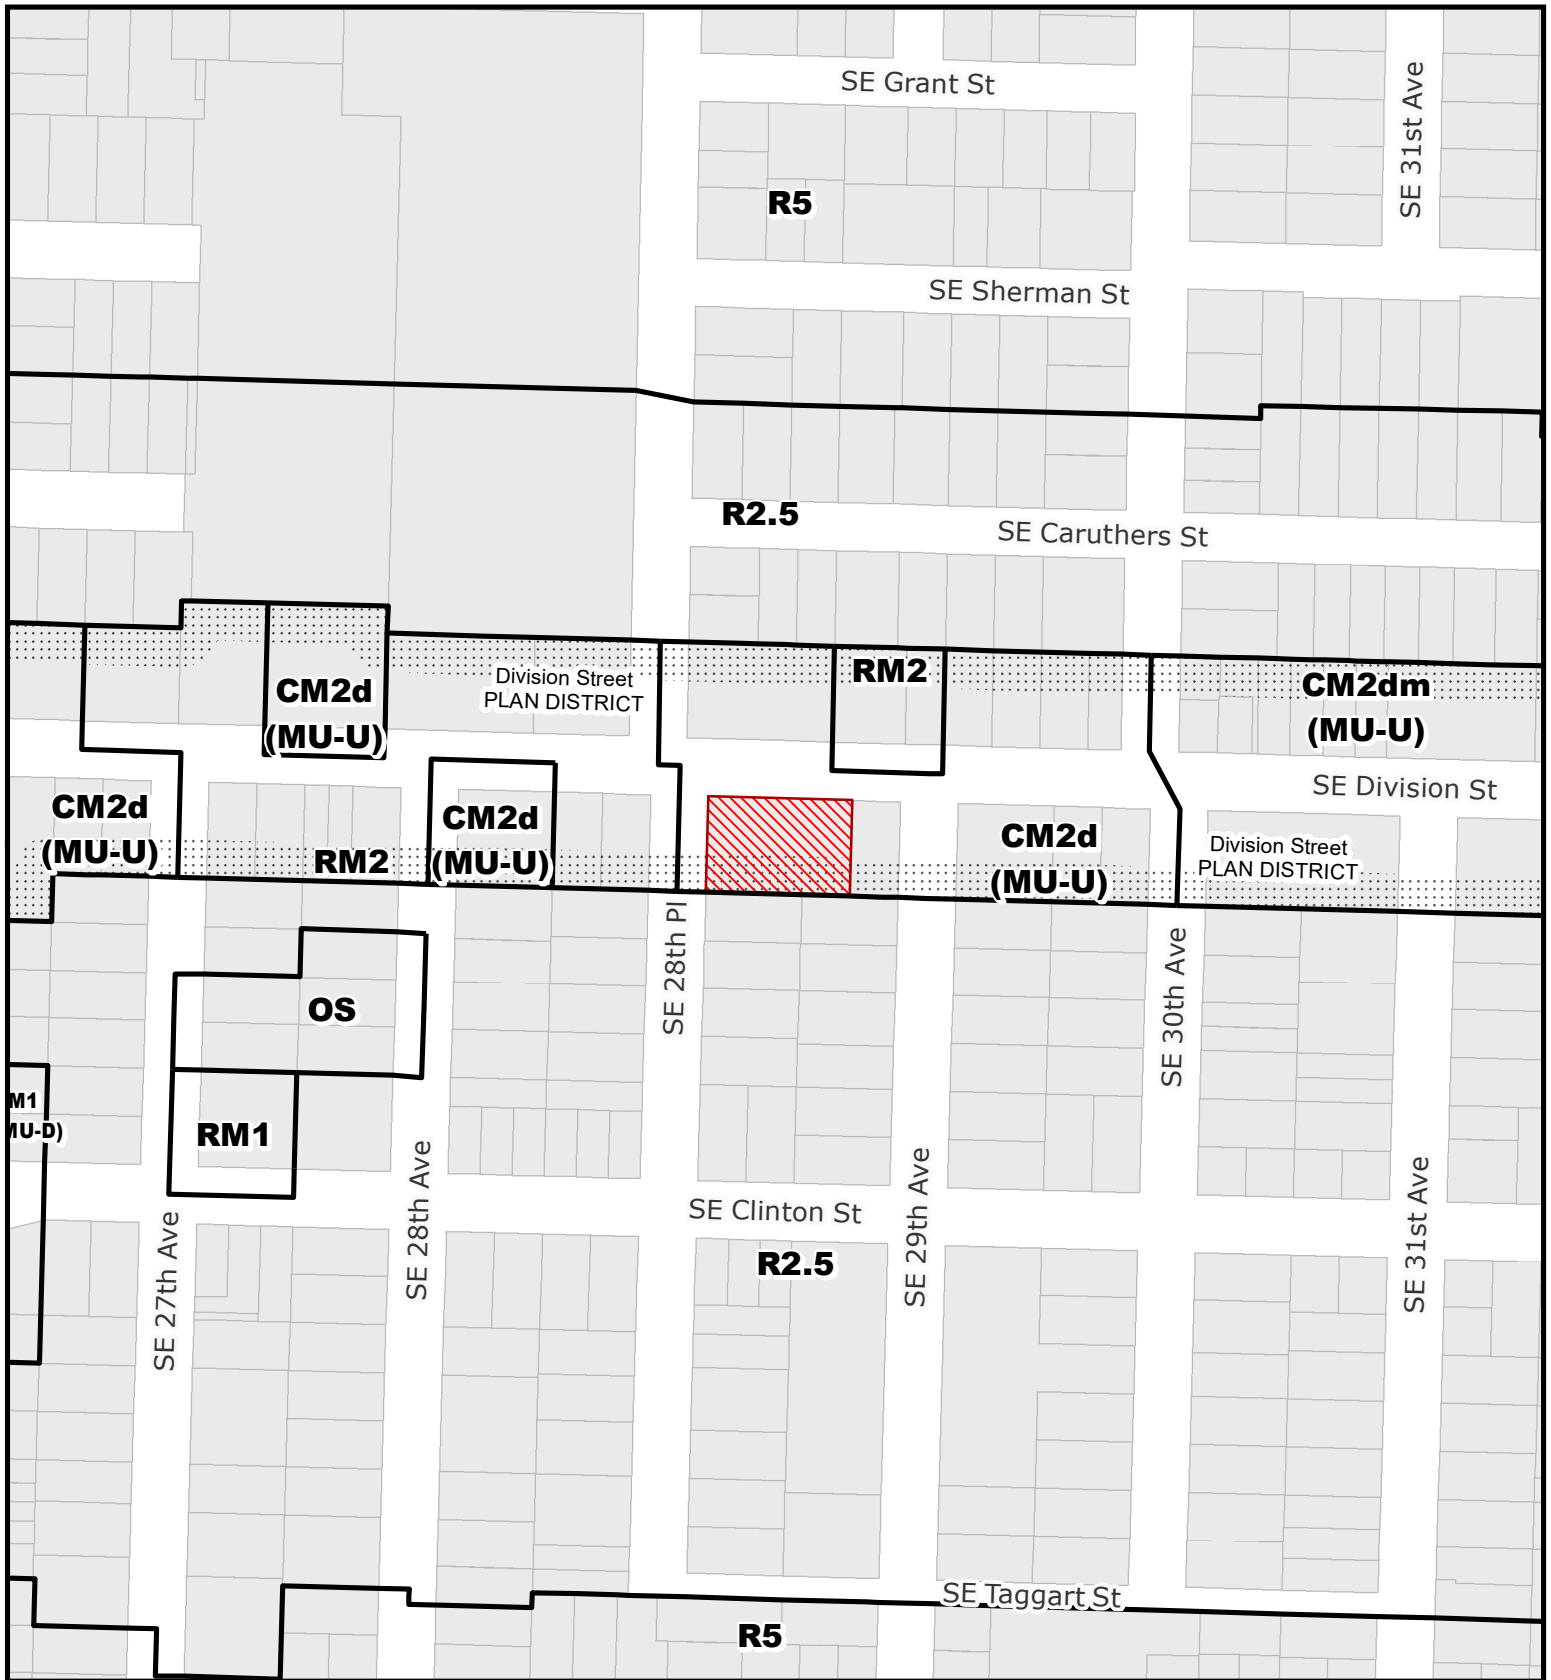 SE Grant St
SE 31st Ave
R5
SE Sherman St
R2.5
SE Caruthers St
RM2
Division Street
PLAN DISTRICT
CM2d
(MU-U)
CM2dm
(MU-U)
SE Division St
CM2d
(MU-U)
CM2d
(MU-U)
CM2d
(MU-U)
RM2
Division Street
PLAN DISTRICT
SE 28th Pl
SE 30th Ave
OS
M1
MU-D)
RM1
SE 28th Ave
SE 29th Ave
SE 31st Ave
SE Clinton St
SE 27th Ave
R2.5
SE Taggart St
R5